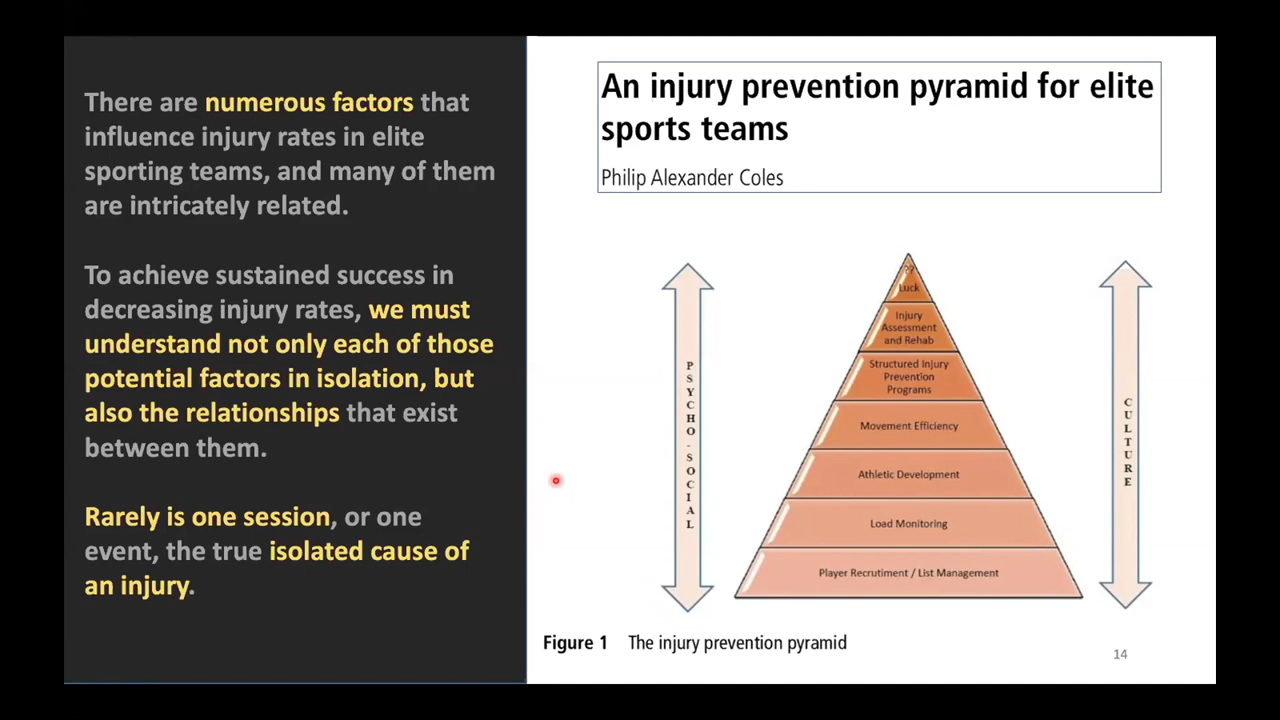 There are numerous factors that
influence injury rates in elite
sporting teams, and many of them
are intricately related.
To achieve sustained success in
decreasing injury rates, we must
understand not only each of those
potential factors in isolation, but
also the relationships that exist
between them.
Rarely is one session, or one
event, the true isolated cause of
an injury.
An injury prevention pyramid for elite
sports teams
Philip Alexander Coles
PSYCHO-SOCIAL
??
Luck
Injury
Assessment
and Rehab
Structured Injury
Prevention
Programs
Movement Efficiency
Athletic Development
Load Monitoring
Player Recrutiment / List Management
CULTURE
Figure 1 The injury prevention pyramid
14